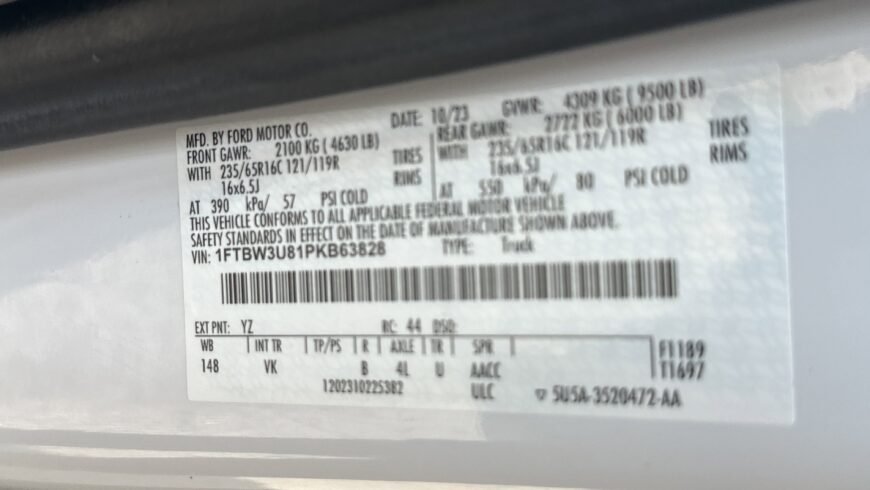 MFD. BY FORD MOTOR CO. DATE: 10/23 GVWR: 4309 KG ( 9500 LB)
FRONT GAWR: 2100 KG ( 4630 LB) REAR GAWR: 2722 KG ( 6000 LB)
WITH 235/65R16C 121/119R TIRES WITH 235/65R16C 121/119R TIRES
16x6.5J RIMS 16x6.5J RIMS
AT 390 kPa/ 57 PSI COLD AT 550 kPa/ 80 PSI COLD
THIS VEHICLE CONFORMS TO ALL APPLICABLE FEDERAL MOTOR VEHICLE
SAFETY STANDARDS IN EFFECT ON THE DATE OF MANUFACTURE SHOWN ABOVE.
VIN: 1FTBW3U81PKB63828 TYPE: Truck
EXT PNT: YZ RC: 44 DSO:
WB INT TR TP/PS R AXLE TR SPR F1189
148 VK B 4L U AACC T1697
1202310225382 ULC 5U5A-3520472-AA